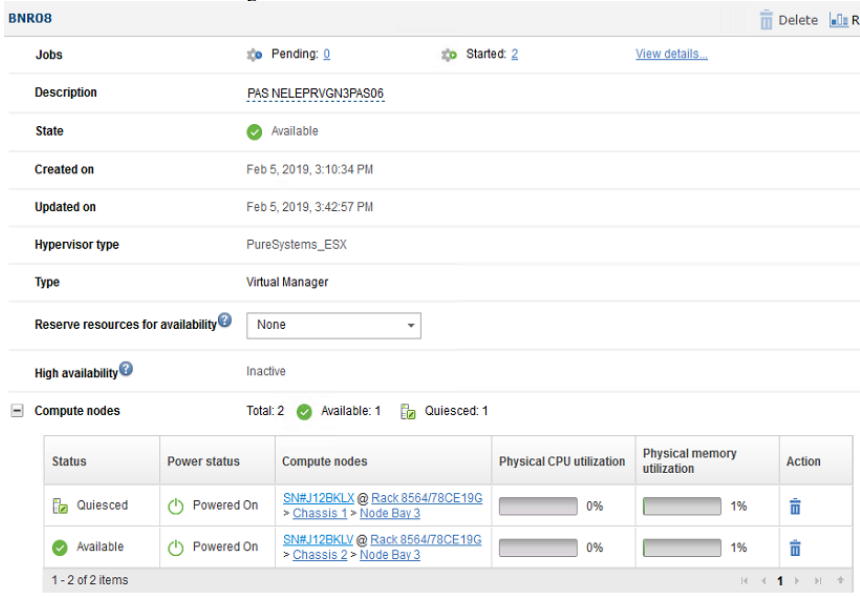 BNR08 Delete R
Jobs Pending: 0 Started: 2 View details...
Description PAS NELEPRVGN3PAS06
State Available
Created on Feb 5, 2019, 3:10:34 PM
Updated on Feb 5, 2019, 3:42:57 PM
Hypervisor type PureSystems_ESX
Type Virtual Manager
Reserve resources for availability ? None
High availability ? Inactive
Compute nodes Total: 2 Available: 1 Quiesced: 1
Status Power status Compute nodes Physical CPU utilization Physical memory utilization Action
Quiesced Powered On SN#J12BKLX @ Rack 8564/78CE19G 0% 1%
> Chassis 1 > Node Bay 3
Available Powered On SN#J12BKLV @ Rack 8564/78CE19G 0% 1%
> Chassis 2 > Node Bay 3
1 - 2 of 2 items 1